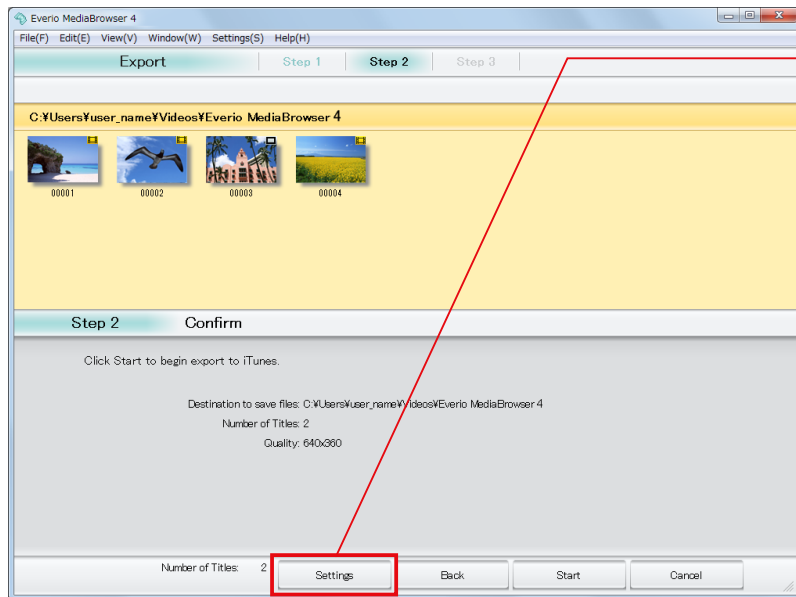 Everio MediaBrowser 4
File(F) Edit(E) View(V) Window(W) Settings(S) Help(H)
Export Step 1 Step 2 Step 3
C:¥Users¥user_name¥Videos¥Everio MediaBrowser 4
00001 00002 00003 00004
Step 2 Confirm
Click Start to begin export to iTunes.
Destination to save files: C:¥Users¥user_name¥Videos¥Everio MediaBrowser 4
Number of Titles: 2
Quality: 640x360
Number of Titles: 2 Settings Back Start Cancel